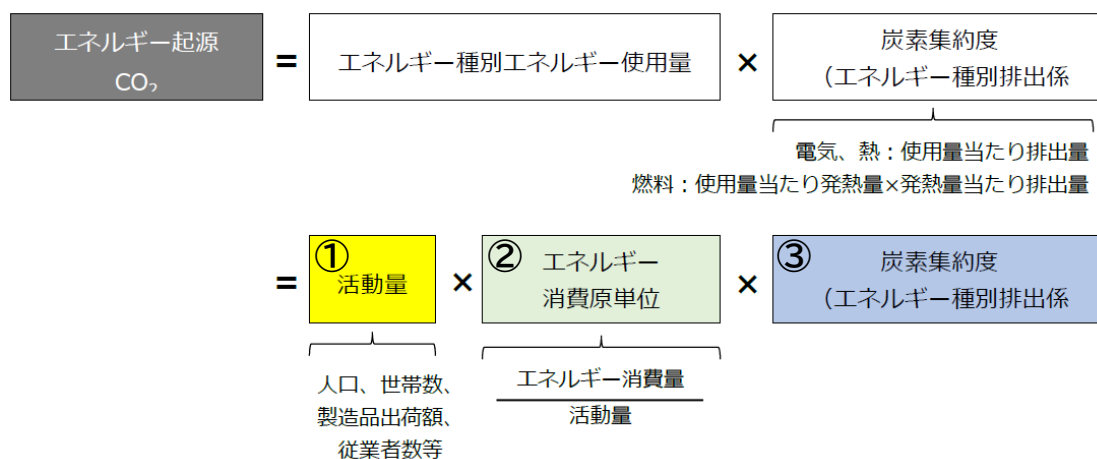 エネルギー起源
CO₂
=
エネルギー種別エネルギー使用量
×
炭素集約度
（エネルギー種別排出係
電気、熱：使用量当たり排出量
燃料：使用量当たり発熱量×発熱量当たり排出量
=
①
活動量
×
②
エネルギー
消費原単位
×
③
炭素集約度
（エネルギー種別排出係
人口、世帯数、
製造品出荷額、
従業者数等
エネルギー消費量
活動量